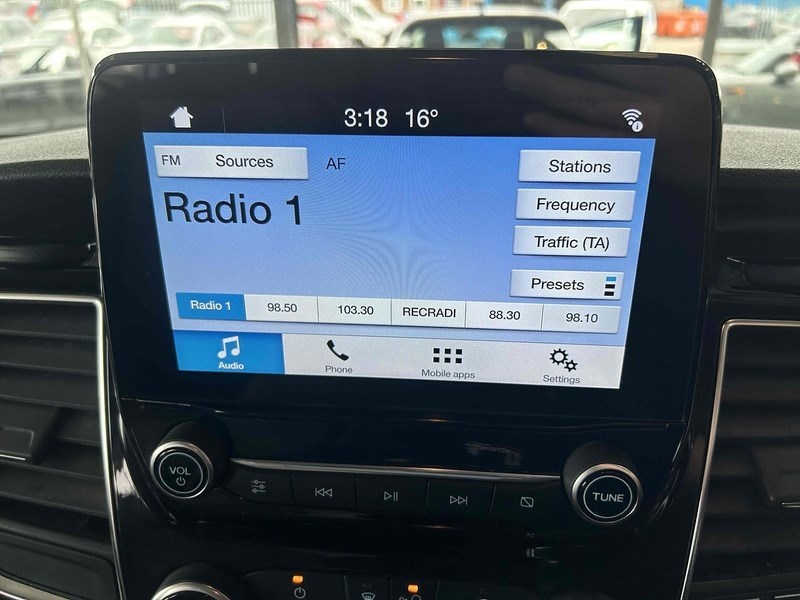 3:18 16°
FM Sources AF
Stations
Radio 1
Frequency
Traffic (TA)
Presets
Radio 1 98.50 103.30 RECRADI 88.30 98.10
Audio Phone Mobile apps Settings
VOL
TUNE